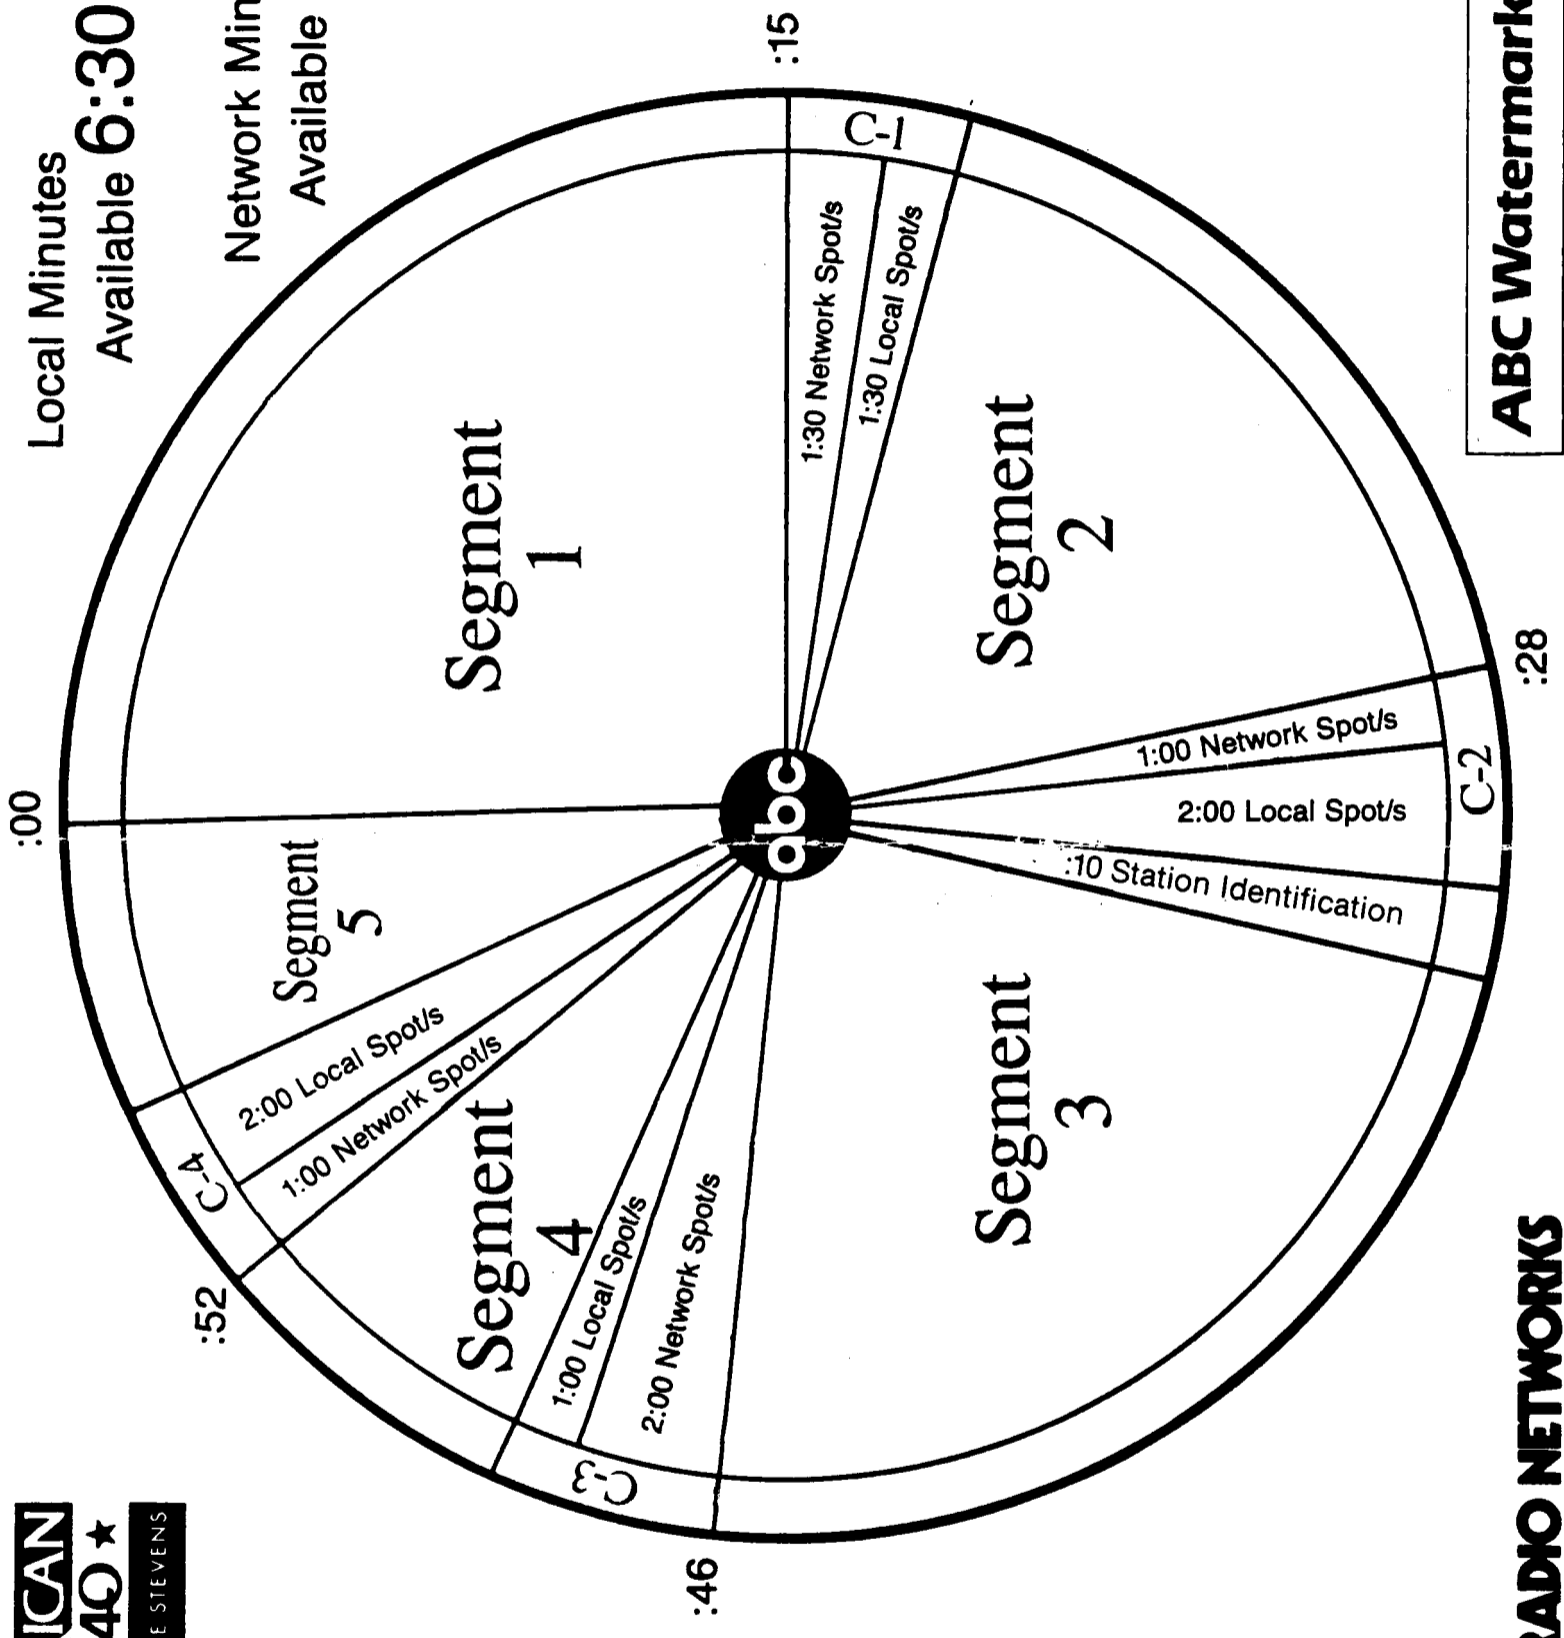 ICAN
40★
E STEVENS
Local Minutes
Available 6:30
Network Min
Available
:00
:15
:28
:46
:52
C-1
C-2
C-3
C-4
Segment
1
1:30 Network Spot/s
1:30 Local Spot/s
Segment
2
1:00 Network Spot/s
2:00 Local Spot/s
:10 Station Identification
Segment
3
2:00 Network Spot/s
1:00 Local Spot/s
Segment
4
1:00 Network Spot/s
2:00 Local Spot/s
Segment
5
abc
RADIO NETWORKS
ABC Watermark